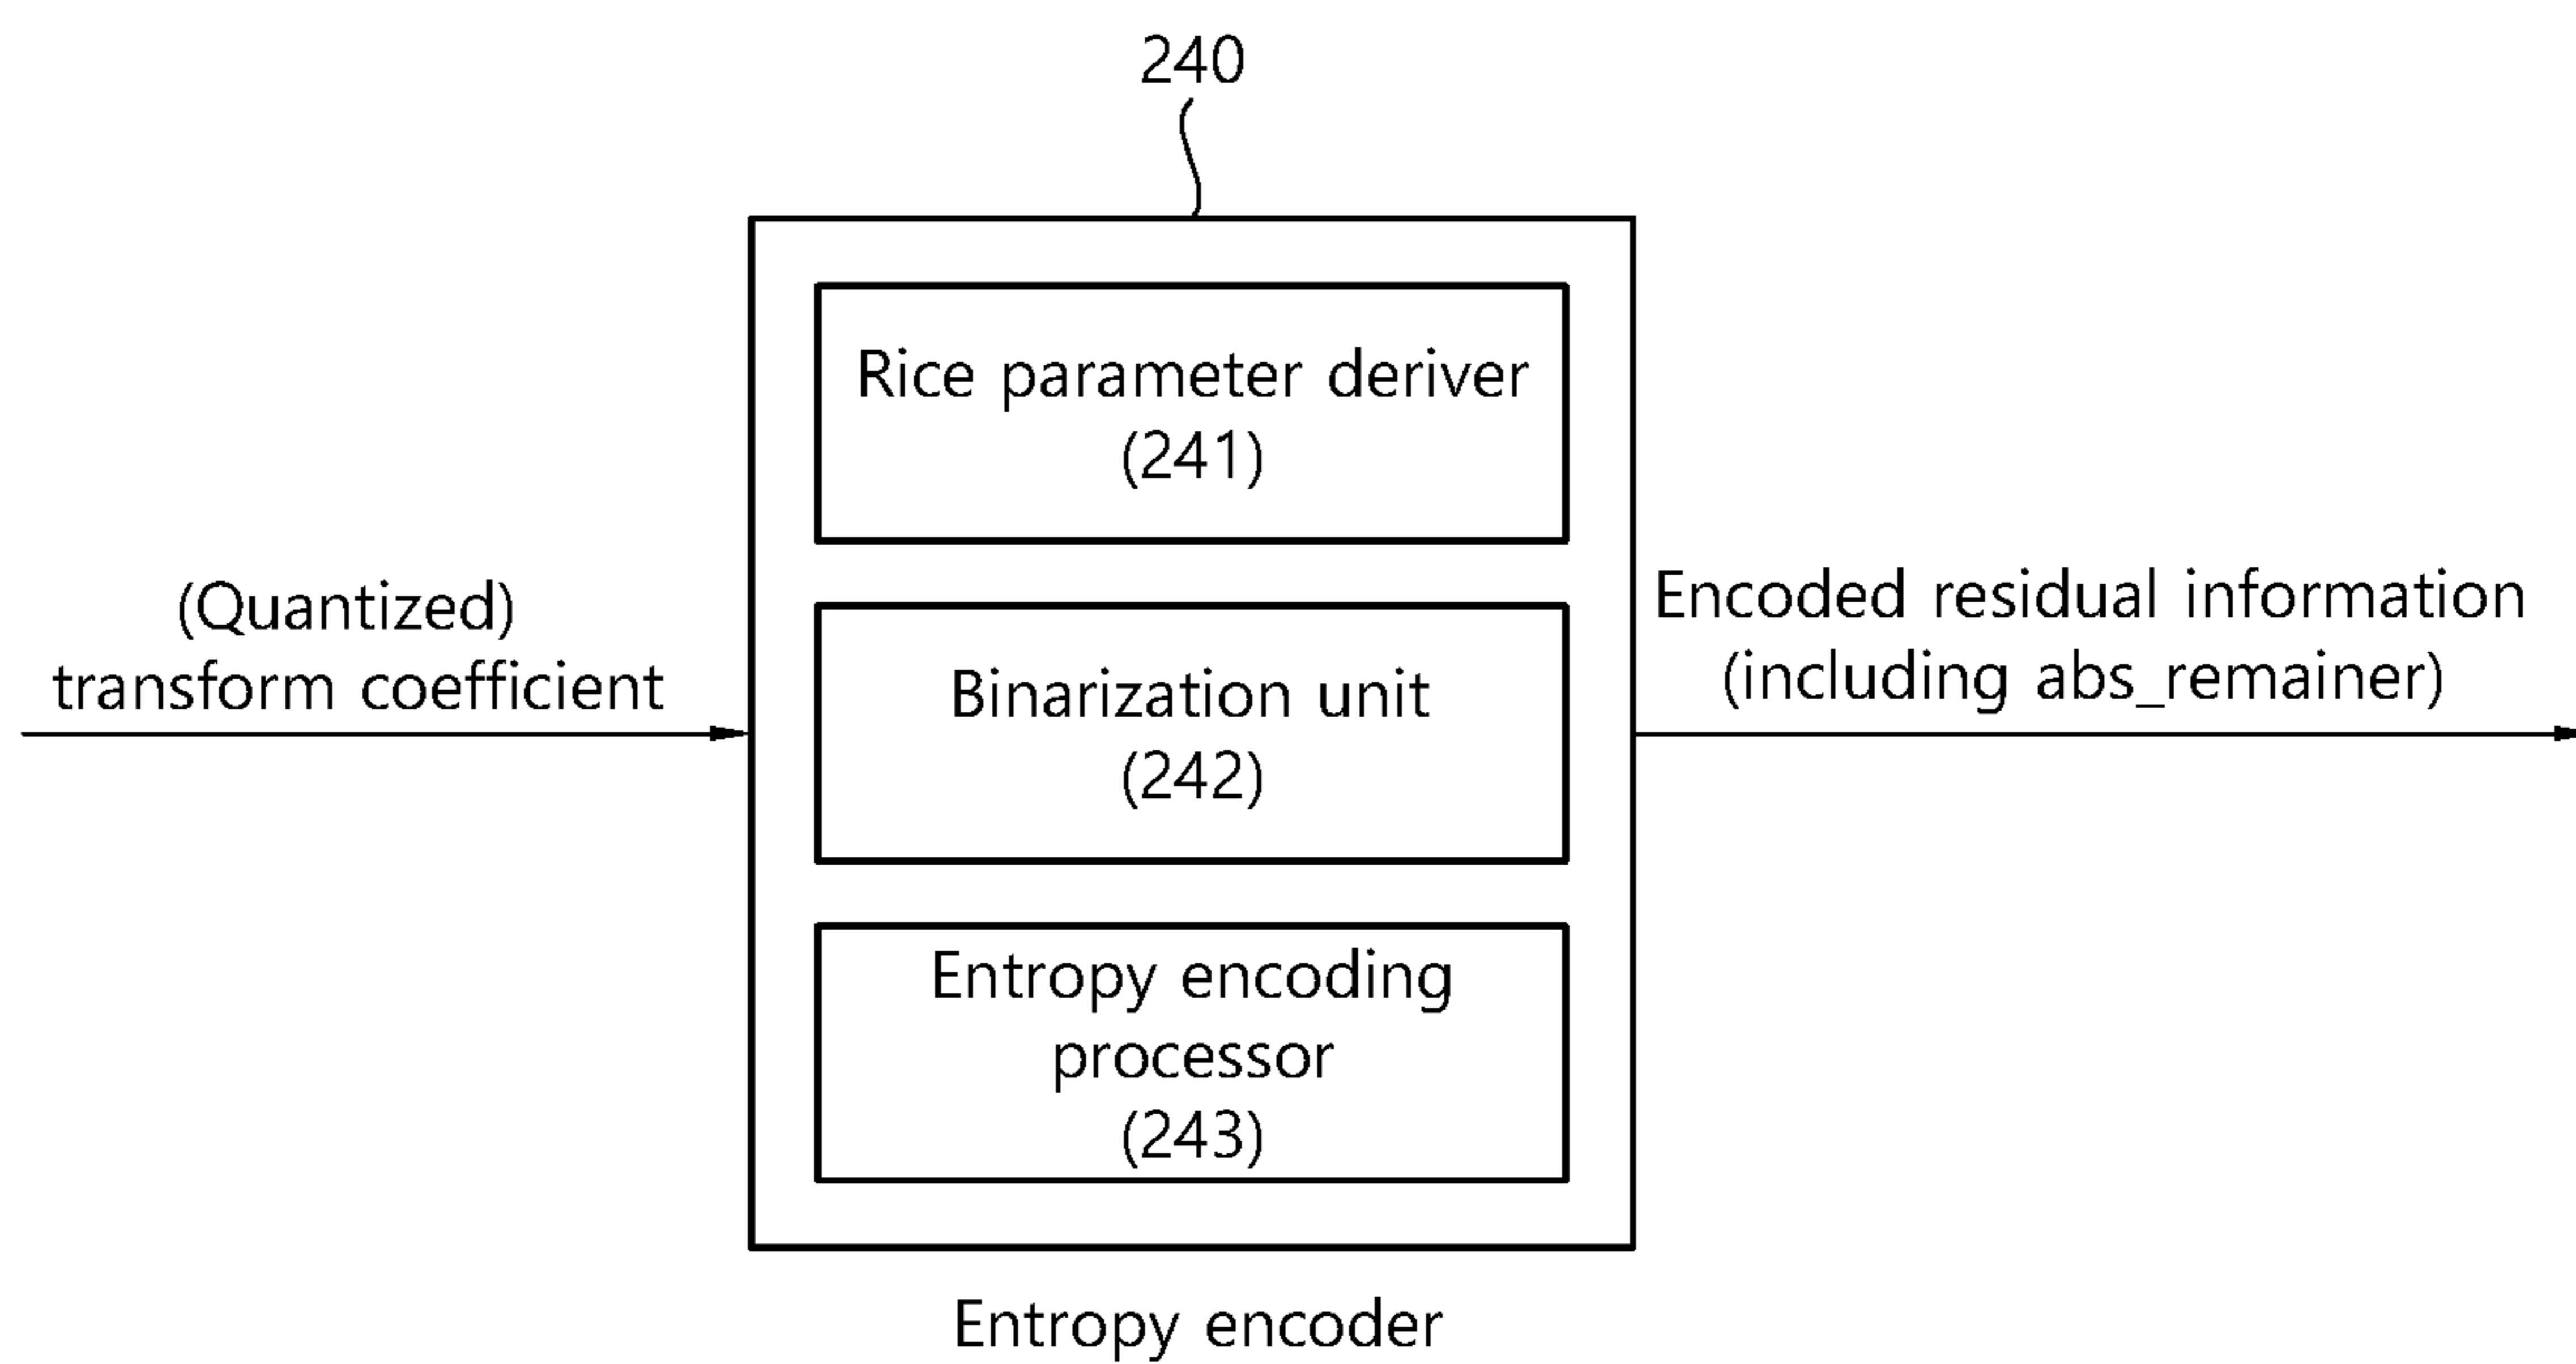 240
Rice parameter deriver
(241)
(Quantized)
transform coefficient
Binarization unit
(242)
Encoded residual information
(including abs_remainer)
Entropy encoding
processor
(243)
Entropy encoder